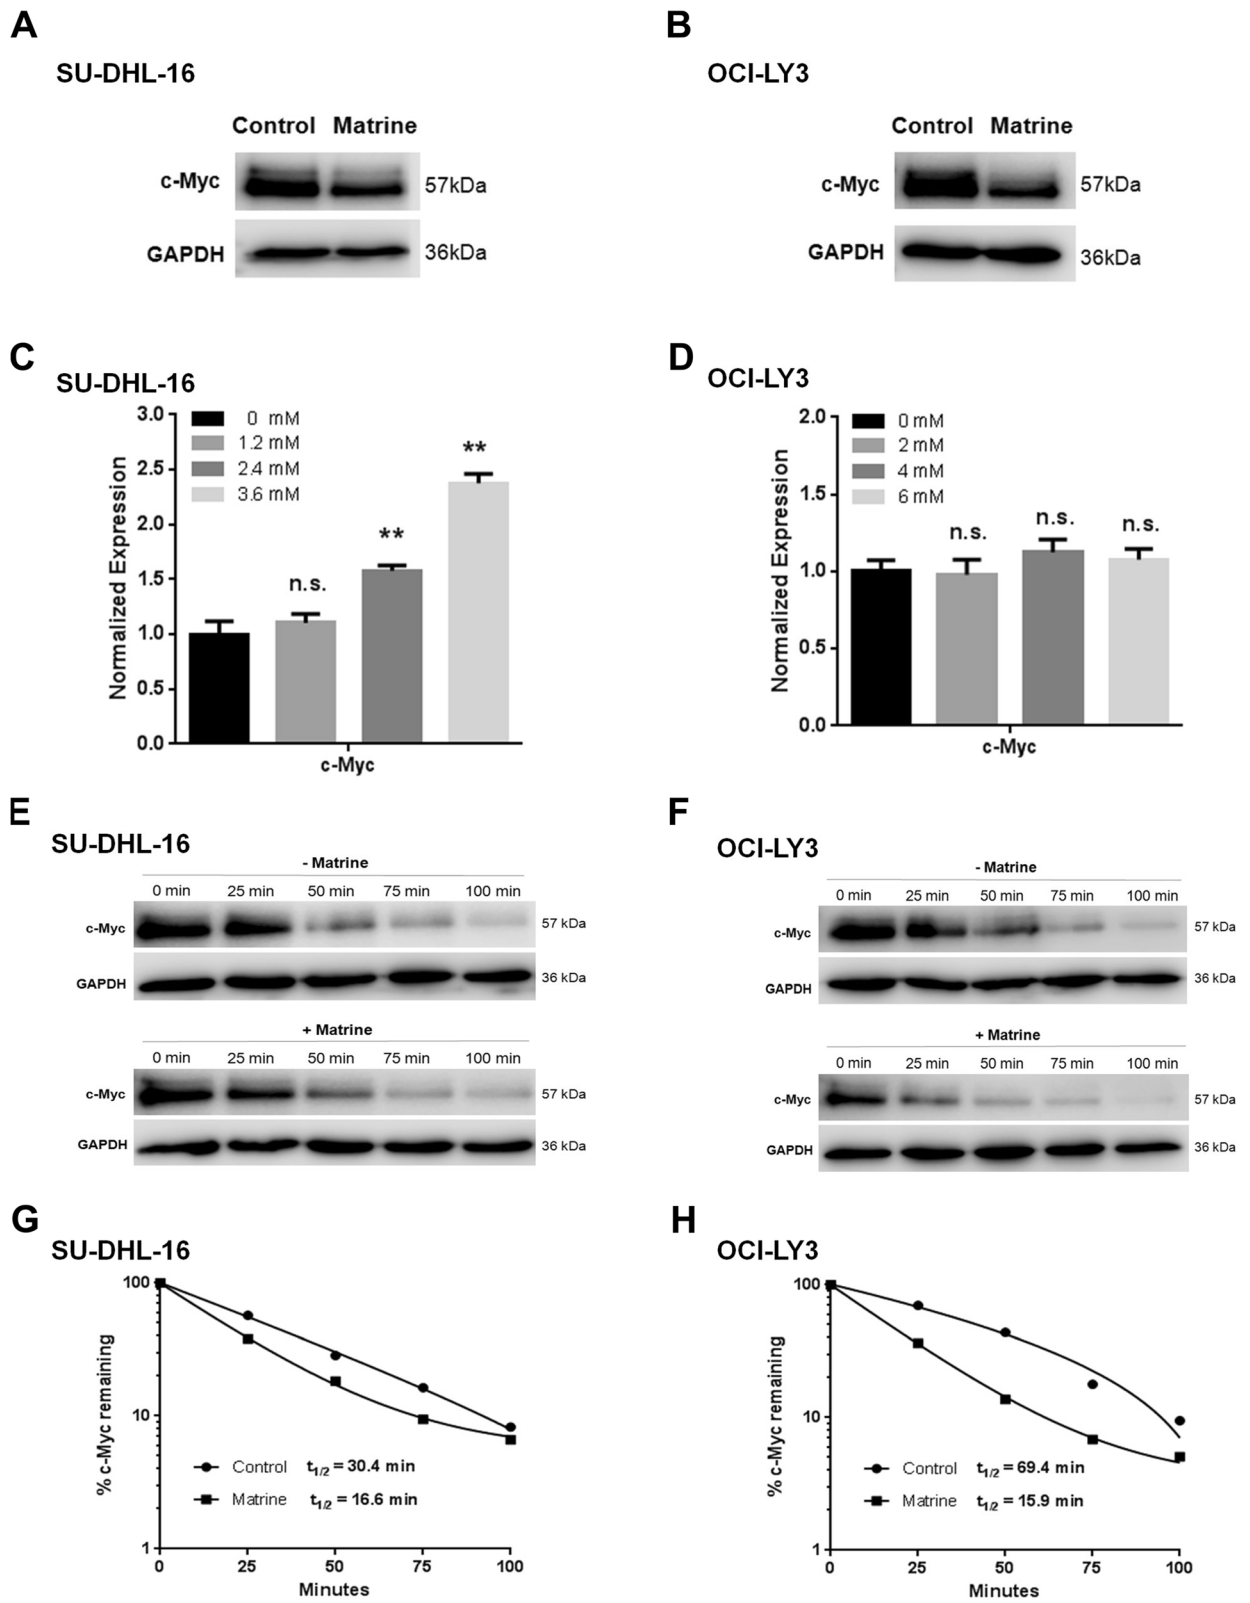 A
B
SU-DHL-16
OCI-LY3
Control Matrine
Control Matrine
c-Myc
57kDa
c-Myc
57kDa
GAPDH
36kDa
GAPDH
36kDa
C
D
SU-DHL-16
OCI-LY3
Normalized Expression
3.0
2.5
2.0
1.5
1.0
0.5
0.0
0 mM
1.2 mM
2.4 mM
3.6 mM
n.s.
**
**
c-Myc
Normalized Expression
2.0
1.5
1.0
0.5
0.0
0 mM
2 mM
4 mM
6 mM
n.s.
n.s.
n.s.
c-Myc
E
SU-DHL-16
- Matrine
0 min 25 min 50 min 75 min 100 min
c-Myc
57 kDa
GAPDH
36 kDa
+ Matrine
0 min 25 min 50 min 75 min 100 min
c-Myc
57 kDa
GAPDH
36 kDa
F
OCI-LY3
- Matrine
0 min 25 min 50 min 75 min 100 min
c-Myc
57 kDa
GAPDH
36 kDa
+ Matrine
0 min 25 min 50 min 75 min 100 min
c-Myc
57 kDa
GAPDH
36 kDa
G
SU-DHL-16
% c-Myc remaining
100
10
1
Control t1/2 = 30.4 min
Matrine t1/2 = 16.6 min
0 25 50 75 100
Minutes
H
OCI-LY3
% c-Myc remaining
100
10
1
Control t1/2 = 69.4 min
Matrine t1/2 = 15.9 min
0 25 50 75 100
Minutes